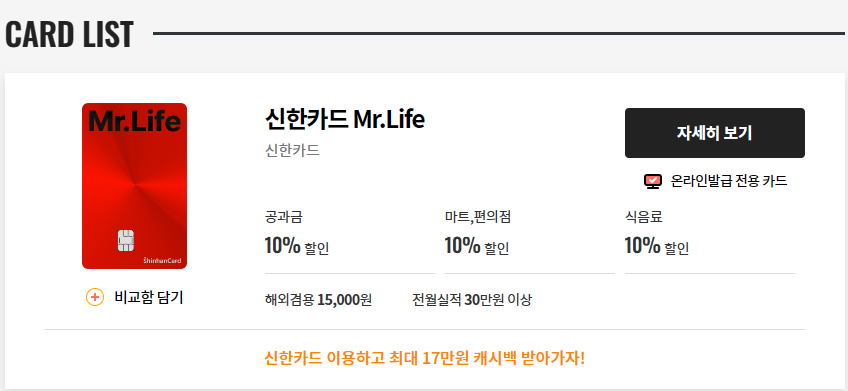 CARD LIST
Mr.Life
ShinhanCard
비교함 담기
신한카드 Mr.Life
신한카드
자세히 보기
온라인발급 전용 카드
공과금
10% 할인
마트,편의점
10% 할인
식음료
10% 할인
해외겸용 15,000원
전월실적 30만원 이상
신한카드 이용하고 최대 17만원 캐시백 받아가자!